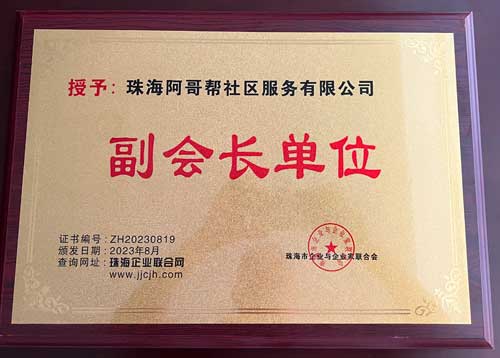 授予：珠海阿哥帮社区服务有限公司
副会长单位
证书编号：ZH20230819
颁发日期：2023年8月
查询网址：珠海企业联合网
www.jjcjh.com
珠海市企业与企业家联合会